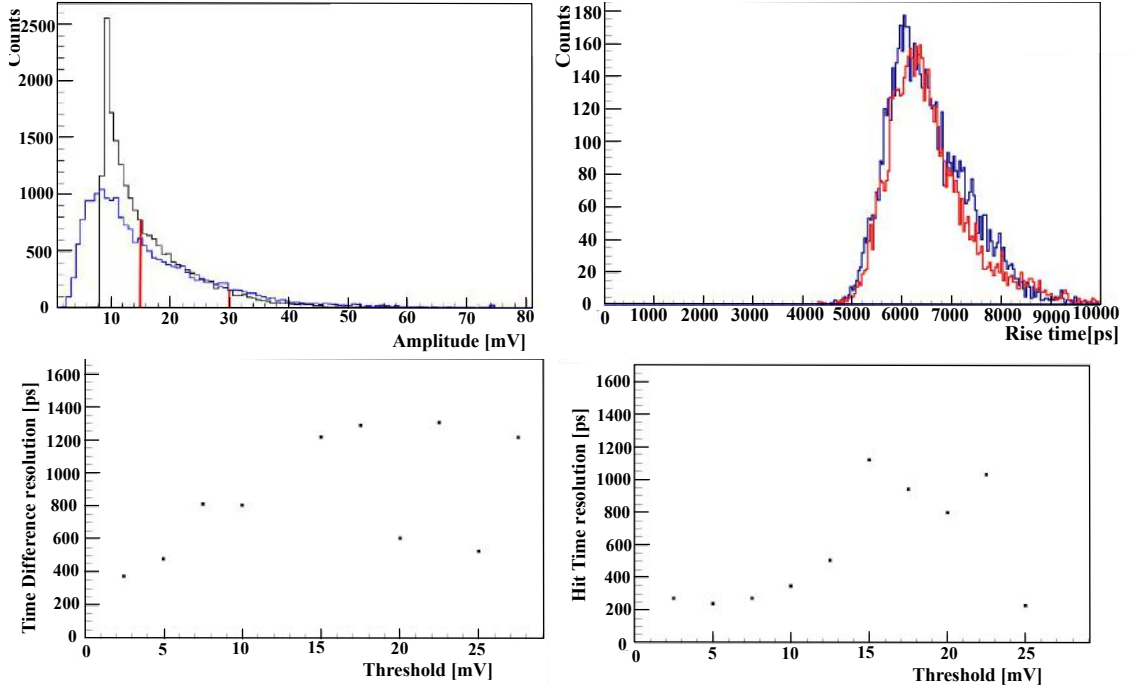 Counts
2500
2000
1500
1000
500
0
10 20 30 40 50 60 70 80
Amplitude [mV]
Counts
180
160
140
120
100
80
60
40
20
0
0 1000 2000 3000 4000 5000 6000 7000 8000 9000 10000
Rise time[ps]
Time Difference resolution [ps]
1600
1400
1200
1000
800
600
400
200
0
0 5 10 15 20 25
Threshold [mV]
Hit Time resolution [ps]
1600
1400
1200
1000
800
600
400
200
0
0 5 10 15 20 25
Threshold [mV]